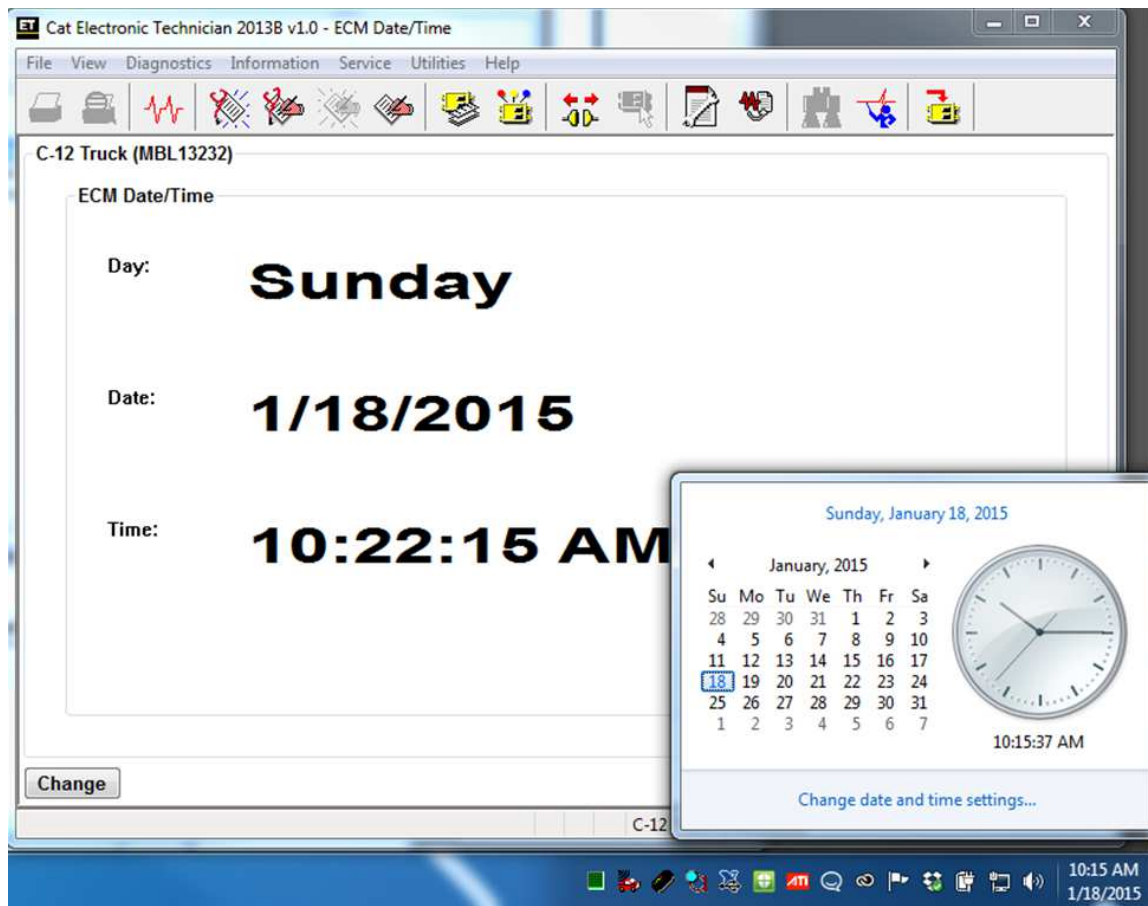 ET Cat Electronic Technician 2013B v1.0 - ECM Date/Time
File View Diagnostics Information Service Utilities Help
C-12 Truck (MBL13232)
ECM Date/Time
Day: Sunday
Date: 1/18/2015
Time: 10:22:15 AM
Sunday, January 18, 2015
January, 2015
Su Mo Tu We Th Fr Sa
28 29 30 31 1 2 3
4 5 6 7 8 9 10
11 12 13 14 15 16 17
18 19 20 21 22 23 24
25 26 27 28 29 30 31
1 2 3 4 5 6 7
10:15:37 AM
Change
Change date and time settings...
C-12
ATI
10:15 AM
1/18/2015